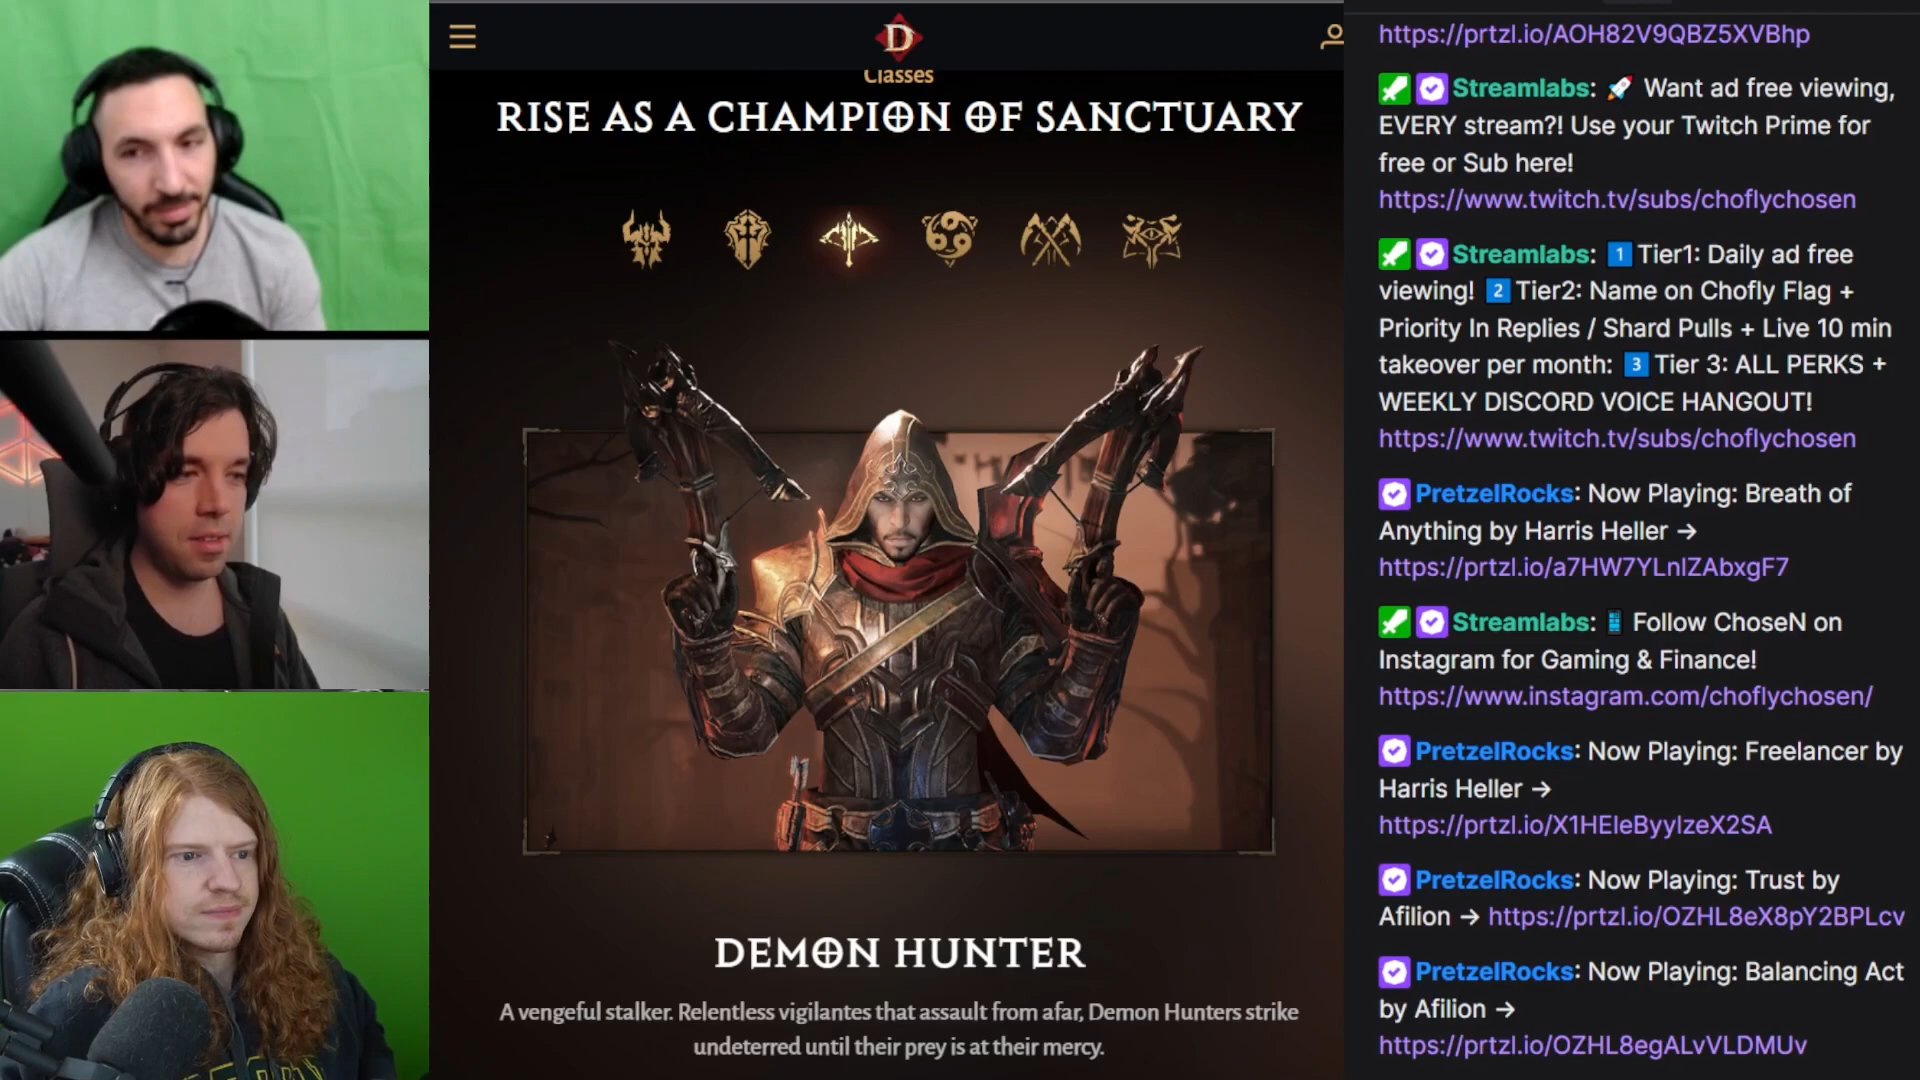 D
Classes
RISE AS A CHAMPION OF SANCTUARY
DEMON HUNTER
A vengeful stalker. Relentless vigilantes that assault from afar, Demon Hunters strike
undeterred until their prey is at their mercy.
https://prtzl.io/AOH82V9QBZ5XVBhp
Streamlabs: 🚀 Want ad free viewing,
EVERY stream?! Use your Twitch Prime for
free or Sub here!
https://www.twitch.tv/subs/choflychosen
Streamlabs: 1 Tier1: Daily ad free
viewing! 2 Tier2: Name on Chofly Flag +
Priority In Replies / Shard Pulls + Live 10 min
takeover per month: 3 Tier 3: ALL PERKS +
WEEKLY DISCORD VOICE HANGOUT!
https://www.twitch.tv/subs/choflychosen
PretzelRocks: Now Playing: Breath of
Anything by Harris Heller →
https://prtzl.io/a7HW7YLnlZAbxgF7
Streamlabs: 📱 Follow ChoseN on
Instagram for Gaming & Finance!
https://www.instagram.com/choflychosen/
PretzelRocks: Now Playing: Freelancer by
Harris Heller →
https://prtzl.io/X1HEleByylzeX2SA
PretzelRocks: Now Playing: Trust by
Afilion → https://prtzl.io/OZHL8eX8pY2BPLcv
PretzelRocks: Now Playing: Balancing Act
by Afilion →
https://prtzl.io/OZHL8egALvVLDMUv